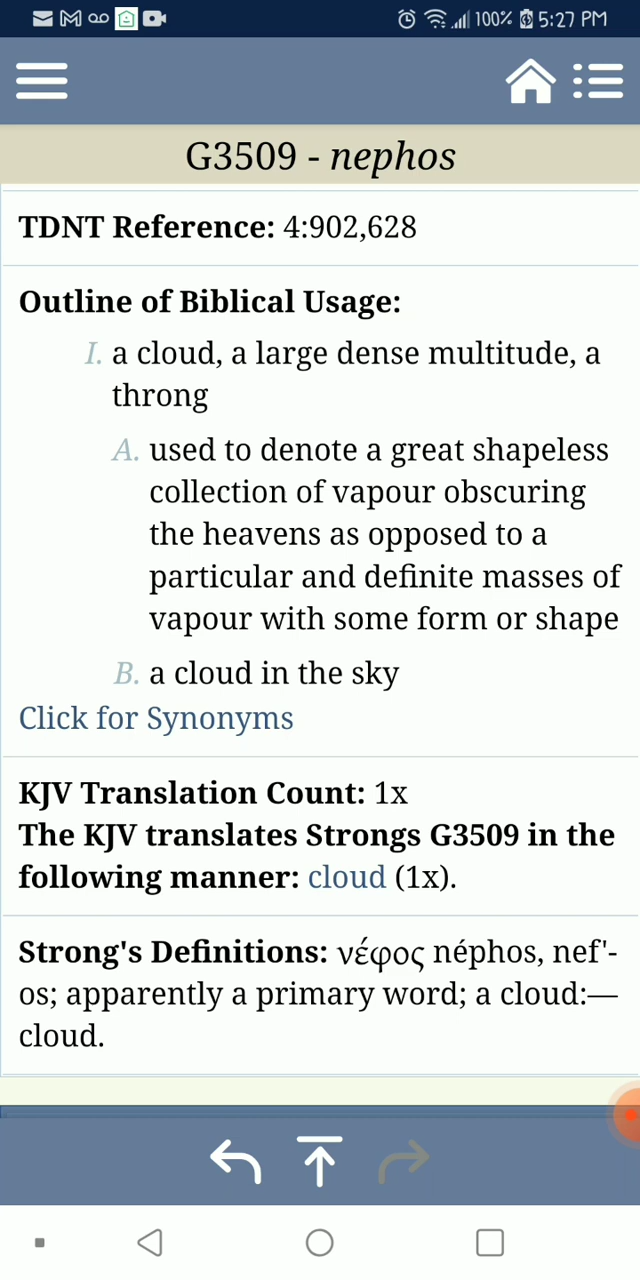 100% 5:27 PM
G3509 - nephos
TDNT Reference: 4:902,628
Outline of Biblical Usage:
I. a cloud, a large dense multitude, a
throng
A. used to denote a great shapeless
collection of vapour obscuring
the heavens as opposed to a
particular and definite masses of
vapour with some form or shape
B. a cloud in the sky
Click for Synonyms
KJV Translation Count: 1x
The KJV translates Strongs G3509 in the
following manner: cloud (1x).
Strong's Definitions: νέφος néphos, nef'-
os; apparently a primary word; a cloud:—
cloud.